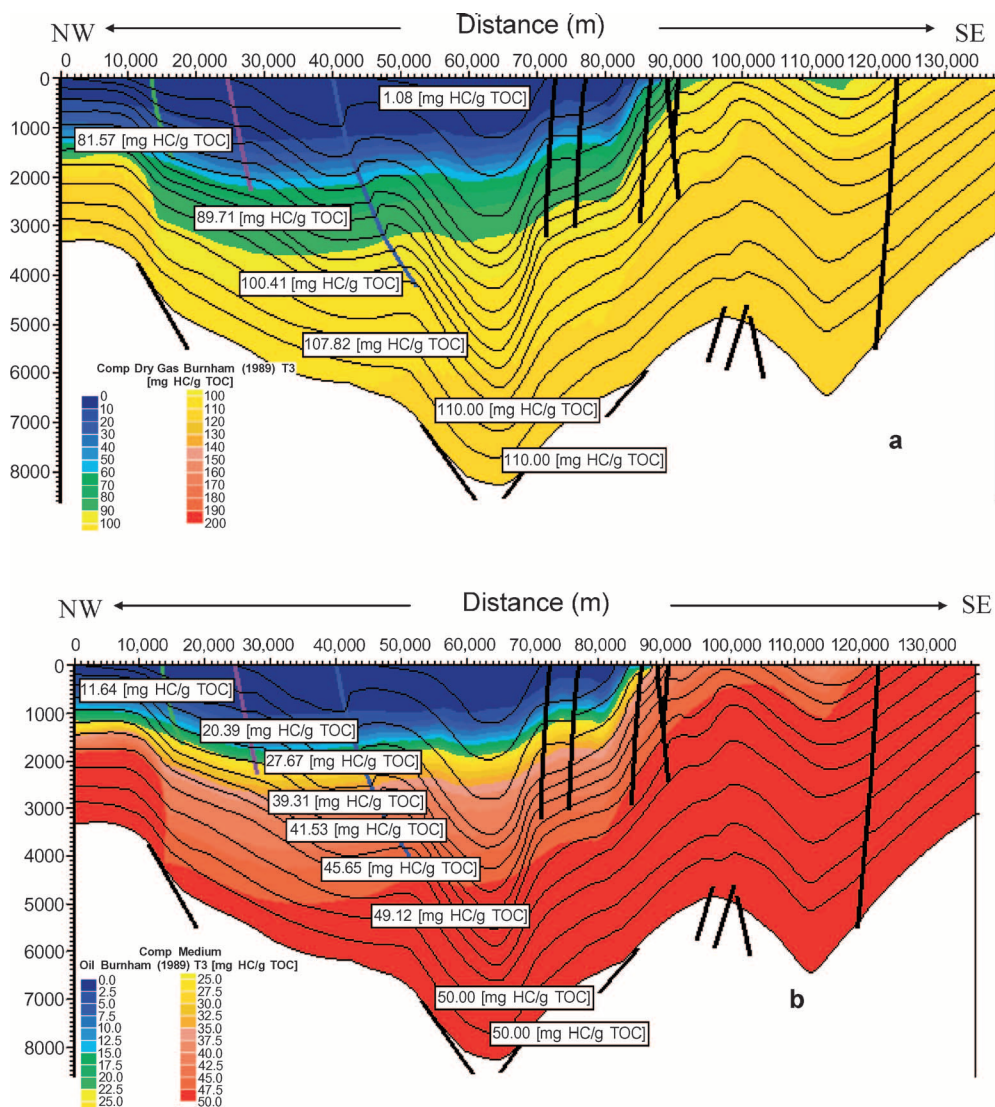 NW Distance (m) SE
0 10,000 20,000 30,000 40,000 50,000 60,000 70,000 80,000 90,000 100,000 110,000 120,000 130,000
0
1.08 [mg HC/g TOC]
1000
81.57 [mg HC/g TOC]
2000
89.71 [mg HC/g TOC]
3000
4000
100.41 [mg HC/g TOC]
5000
107.82 [mg HC/g TOC]
6000
Comp Dry Gas Burnham (1989) T3
[mg HC/g TOC]
0 100
10 110
20 120
30 130
40 140
50 150
60 160
70 170
80 180
90 190
100 200
110.00 [mg HC/g TOC]
7000
a
110.00 [mg HC/g TOC]
8000
NW Distance (m) SE
0 10,000 20,000 30,000 40,000 50,000 60,000 70,000 80,000 90,000 100,000 110,000 120,000 130,000
0
11.64 [mg HC/g TOC]
1000
20.39 [mg HC/g TOC]
2000
27.67 [mg HC/g TOC]
39.31 [mg HC/g TOC]
3000
41.53 [mg HC/g TOC]
4000
45.65 [mg HC/g TOC]
5000
49.12 [mg HC/g TOC]
6000
Comp Medium
Oil Burnham (1989) T3 [mg HC/g TOC]
0.0 25.0
2.5 27.5
5.0 30.0
7.5 32.5
10.0 35.0
12.5 37.5
15.0 40.0
17.5 42.5
20.0 45.0
22.5 47.5
25.0 50.0
7000
50.00 [mg HC/g TOC]
b
50.00 [mg HC/g TOC]
8000